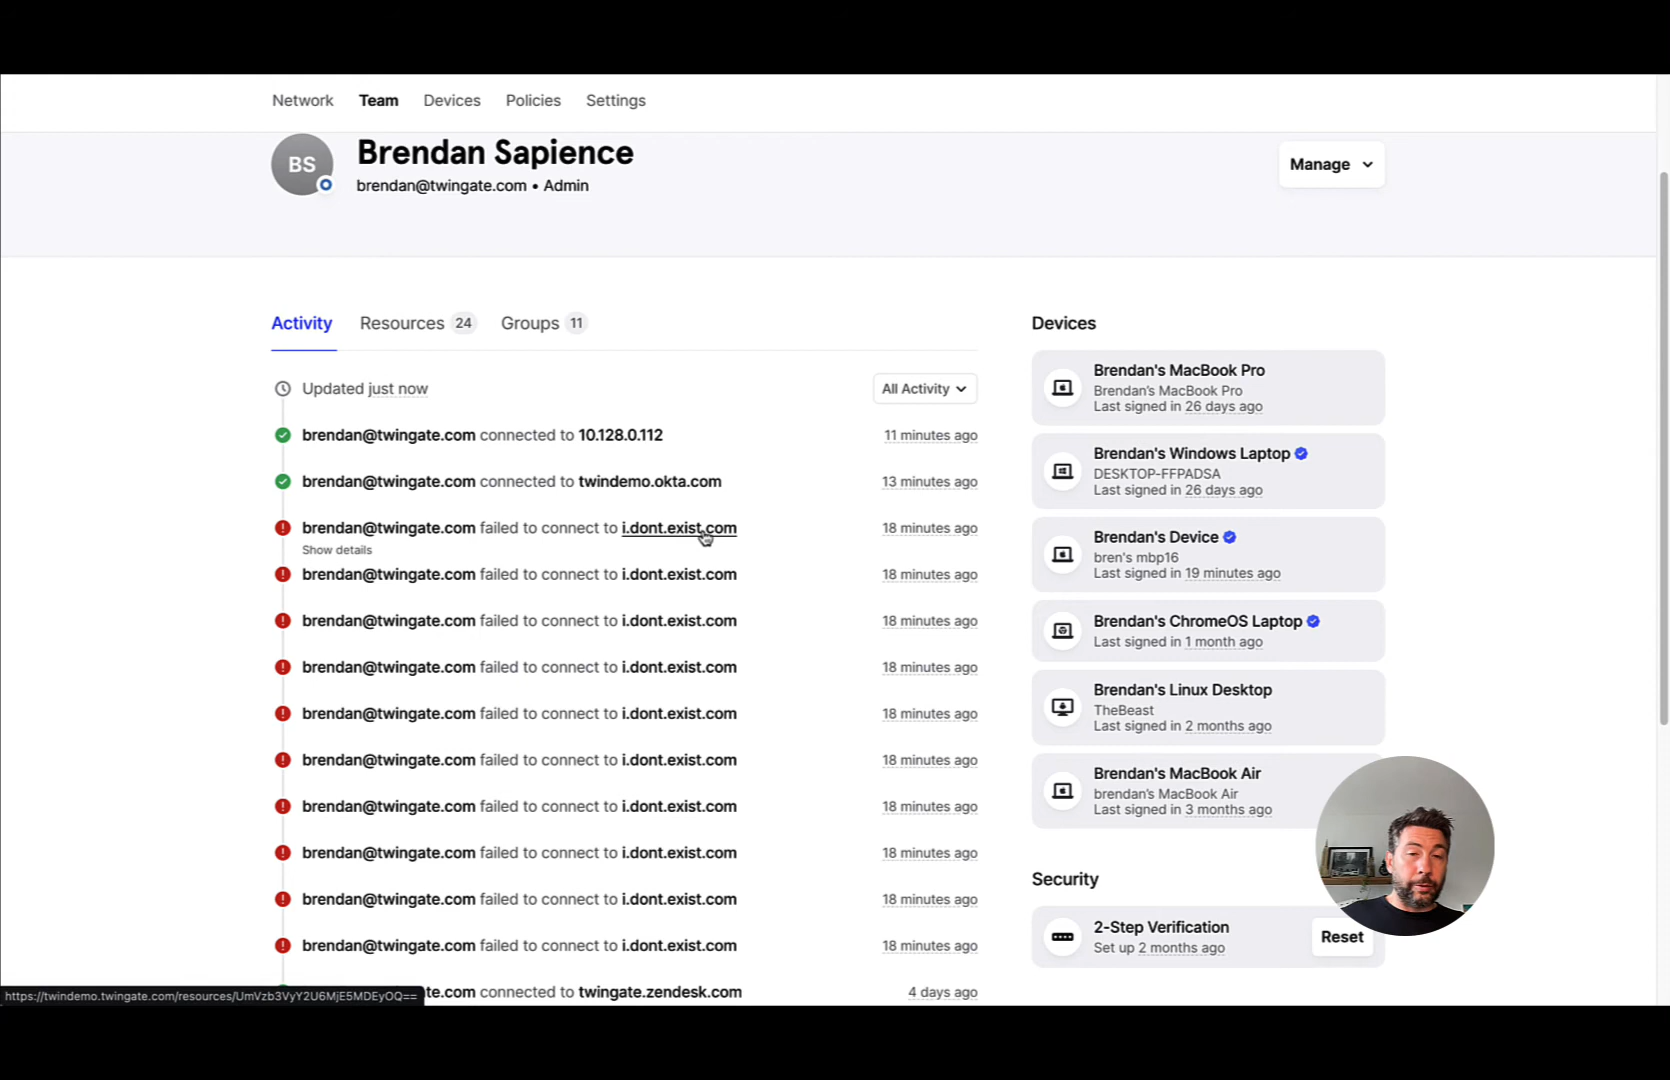 Network Team Devices Policies Settings
BS
Brendan Sapience
brendan@twingate.com • Admin
Manage
Activity Resources 24 Groups 11
Updated just now
All Activity
brendan@twingate.com connected to 10.128.0.112 11 minutes ago
brendan@twingate.com connected to twindemo.okta.com 13 minutes ago
brendan@twingate.com failed to connect to i.dont.exist.com 18 minutes ago
Show details
brendan@twingate.com failed to connect to i.dont.exist.com 18 minutes ago
brendan@twingate.com failed to connect to i.dont.exist.com 18 minutes ago
brendan@twingate.com failed to connect to i.dont.exist.com 18 minutes ago
brendan@twingate.com failed to connect to i.dont.exist.com 18 minutes ago
brendan@twingate.com failed to connect to i.dont.exist.com 18 minutes ago
brendan@twingate.com failed to connect to i.dont.exist.com 18 minutes ago
brendan@twingate.com failed to connect to i.dont.exist.com 18 minutes ago
brendan@twingate.com failed to connect to i.dont.exist.com 18 minutes ago
brendan@twingate.com failed to connect to i.dont.exist.com 18 minutes ago
te.com connected to twingate.zendesk.com 4 days ago
https://twindemo.twingate.com/resources/UmVzb3VyY2U6MjE5MDEyOQ==
Devices
Brendan's MacBook Pro
Brendan's MacBook Pro
Last signed in 26 days ago
Brendan's Windows Laptop
DESKTOP-FFPADSA
Last signed in 26 days ago
Brendan's Device
bren's mbp16
Last signed in 19 minutes ago
Brendan's ChromeOS Laptop
Last signed in 1 month ago
Brendan's Linux Desktop
TheBeast
Last signed in 2 months ago
Brendan's MacBook Air
brendan's MacBook Air
Last signed in 3 months ago
Security
2-Step Verification
Set up 2 months ago
Reset